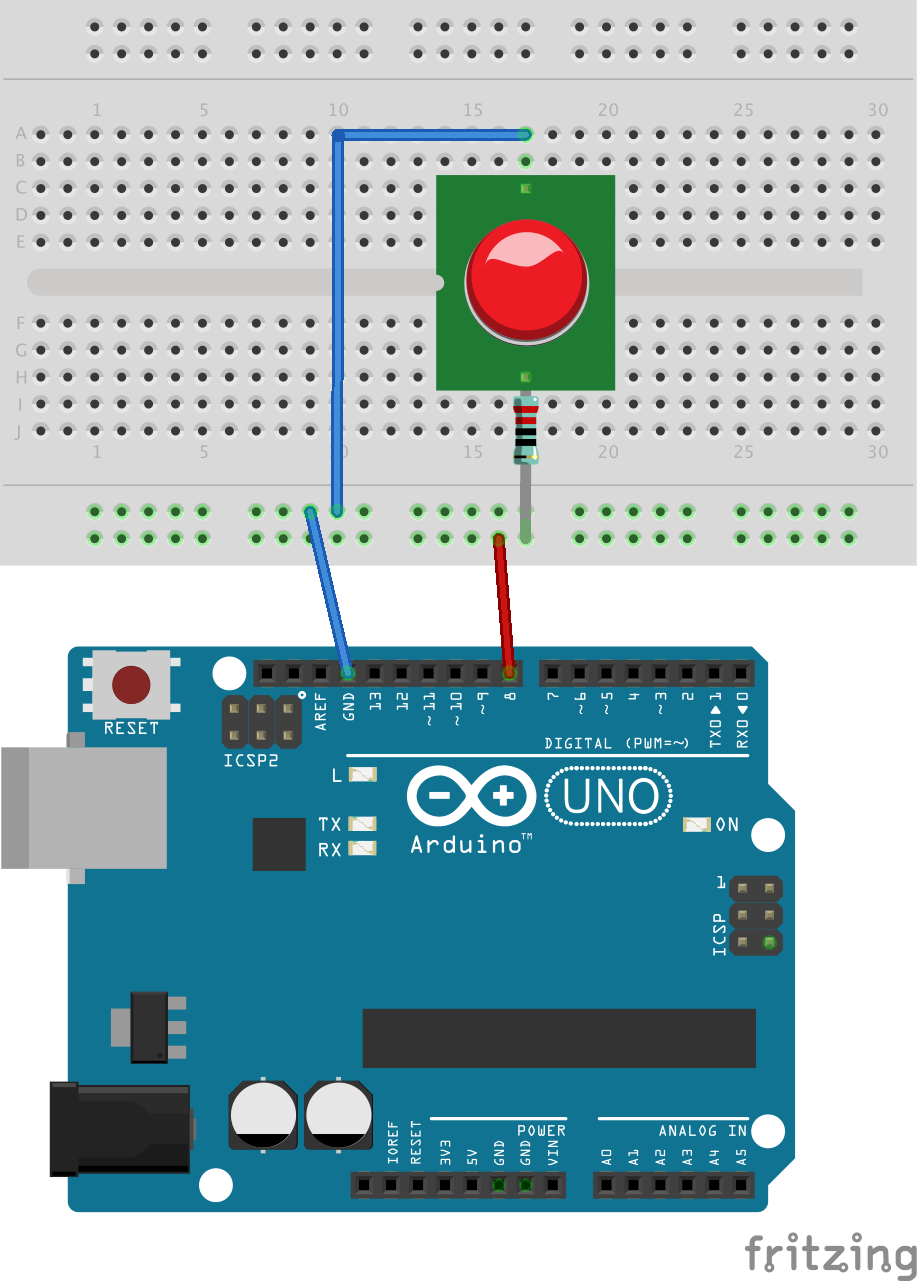 1 5 10 15 20 25 30
A
B
C
D
E
F
G
H
I
J
1 5 15 20 25 30
RESET
ICSP2
AREF
GND
13
12
~11
~10
~9
8
7
~6
~5
4
~3
2
TX0▶1
RX0◀0
DIGITAL (PWM=~)
L
TX
RX
UNO
Arduino™
ON
1
ICSP
IOREF
RESET
3V3
5V
GND
GND
VIN
POWER
A0
A1
A2
A3
A4
A5
ANALOG IN
fritzing